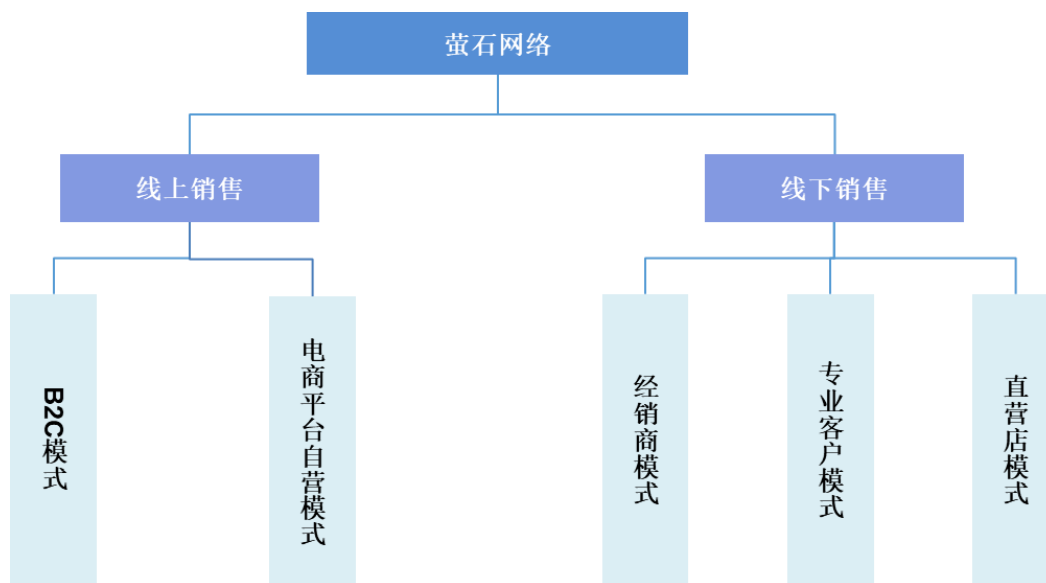 萤石网络
线上销售
线下销售
B2C模式
电商平台自营模式
经销商模式
专业客户模式
直营店模式